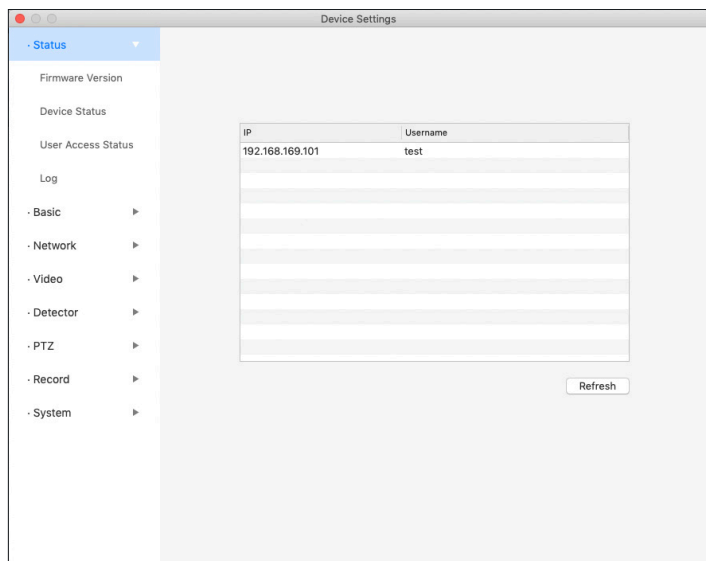 Device Settings
· Status
Firmware Version
Device Status
User Access Status
Log
· Basic
· Network
· Video
· Detector
· PTZ
· Record
· System
IP Username
192.168.169.101 test
Refresh